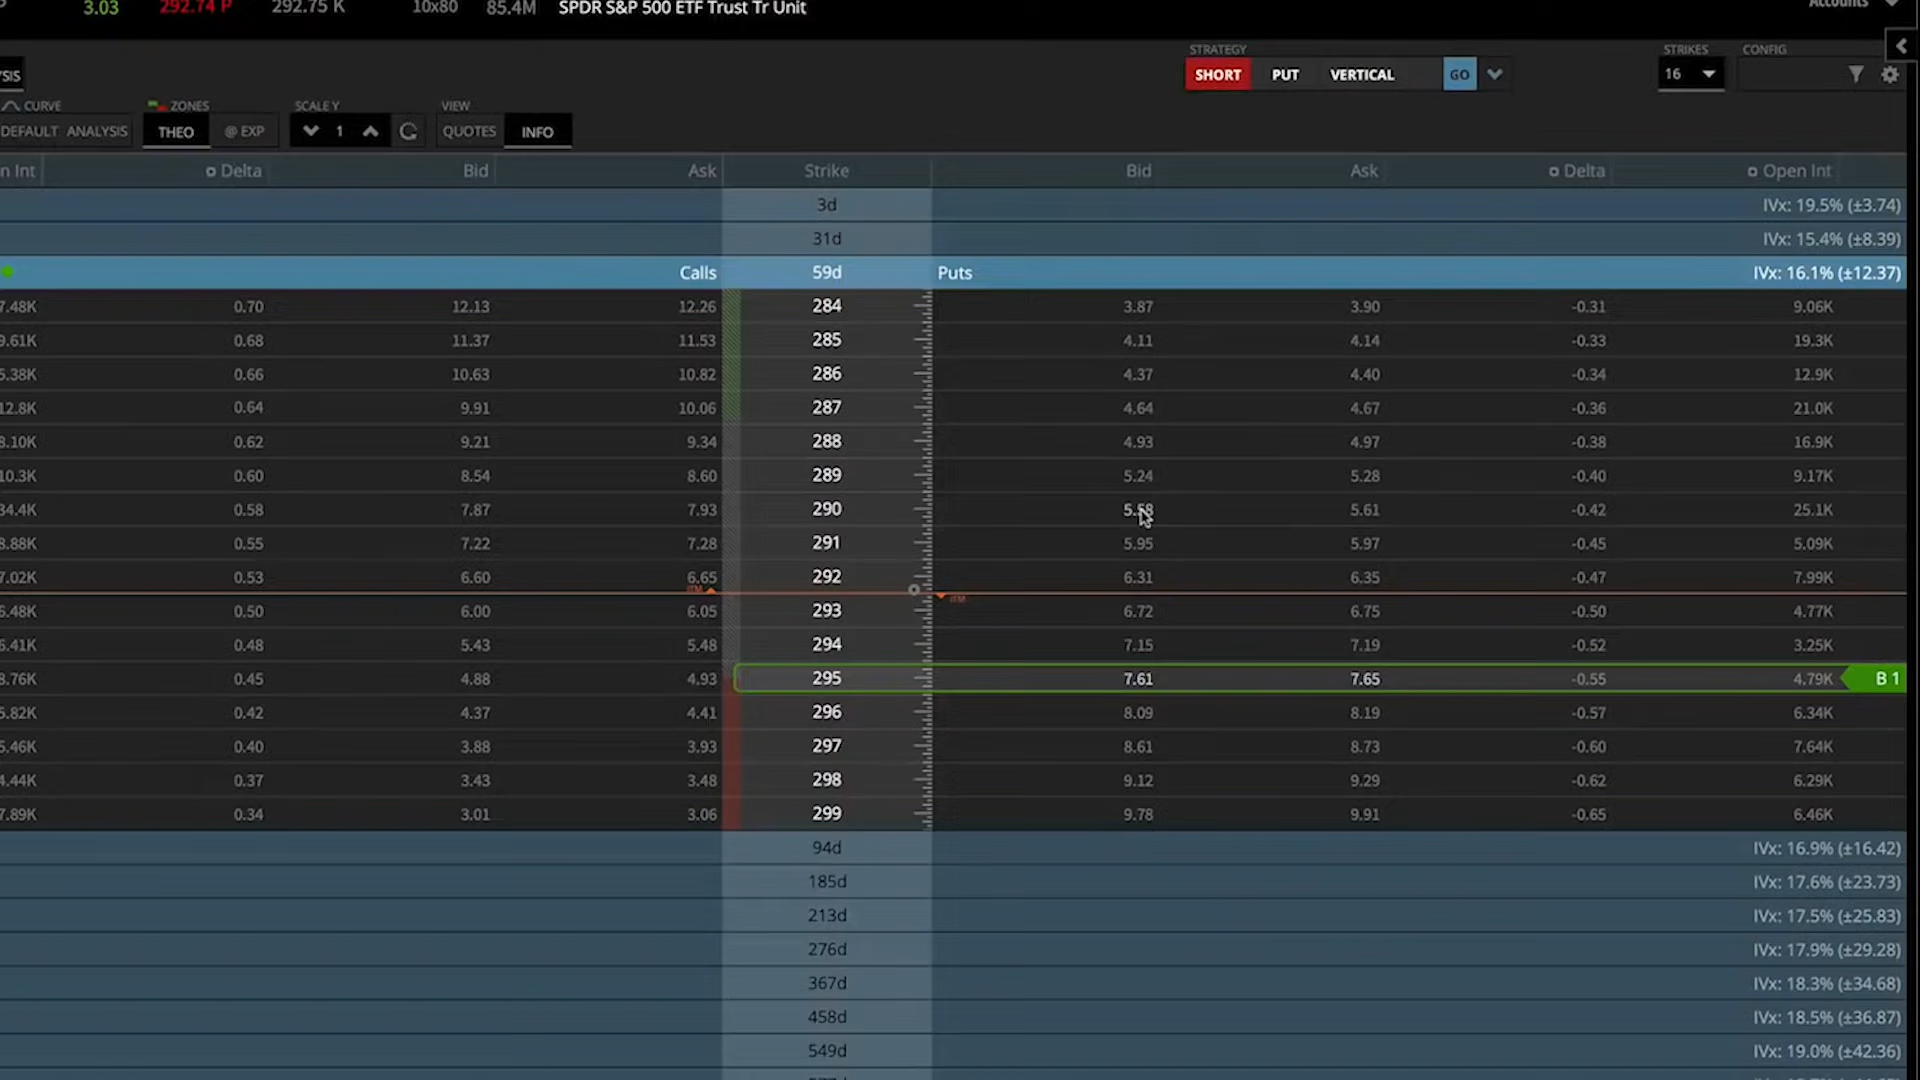 3.03 292.74 P 292.75 K 10x80 85.4M SPDR S&P 500 ETF Trust Tr Unit Accounts
STRATEGY STRIKES CONFIG
SHORT PUT VERTICAL GO 16
CURVE ZONES SCALE Y VIEW
DEFAULT ANALYSIS THEO @ EXP 1 QUOTES INFO
n Int Delta Bid Ask Strike Bid Ask Delta Open Int
3d IVx: 19.5% (±3.74)
31d IVx: 15.4% (±8.39)
Calls 59d Puts IVx: 16.1% (±12.37)
7.48K 0.70 12.13 12.26 284 3.87 3.90 -0.31 9.06K
9.61K 0.68 11.37 11.53 285 4.11 4.14 -0.33 19.3K
5.38K 0.66 10.63 10.82 286 4.37 4.40 -0.34 12.9K
12.8K 0.64 9.91 10.06 287 4.64 4.67 -0.36 21.0K
8.10K 0.62 9.21 9.34 288 4.93 4.97 -0.38 16.9K
10.3K 0.60 8.54 8.60 289 5.24 5.28 -0.40 9.17K
34.4K 0.58 7.87 7.93 290 5.58 5.61 -0.42 25.1K
8.88K 0.55 7.22 7.28 291 5.95 5.97 -0.45 5.09K
7.02K 0.53 6.60 6.65 292 6.31 6.35 -0.47 7.99K
ITM ITM
6.48K 0.50 6.00 6.05 293 6.72 6.75 -0.50 4.77K
6.41K 0.48 5.43 5.48 294 7.15 7.19 -0.52 3.25K
8.76K 0.45 4.88 4.93 295 7.61 7.65 -0.55 4.79K B 1
5.82K 0.42 4.37 4.41 296 8.09 8.19 -0.57 6.34K
5.46K 0.40 3.88 3.93 297 8.61 8.73 -0.60 7.64K
4.44K 0.37 3.43 3.48 298 9.12 9.29 -0.62 6.29K
7.89K 0.34 3.01 3.06 299 9.78 9.91 -0.65 6.46K
94d IVx: 16.9% (±16.42)
185d IVx: 17.6% (±23.73)
213d IVx: 17.5% (±25.83)
276d IVx: 17.9% (±29.28)
367d IVx: 18.3% (±34.68)
458d IVx: 18.5% (±36.87)
549d IVx: 19.0% (±42.36)